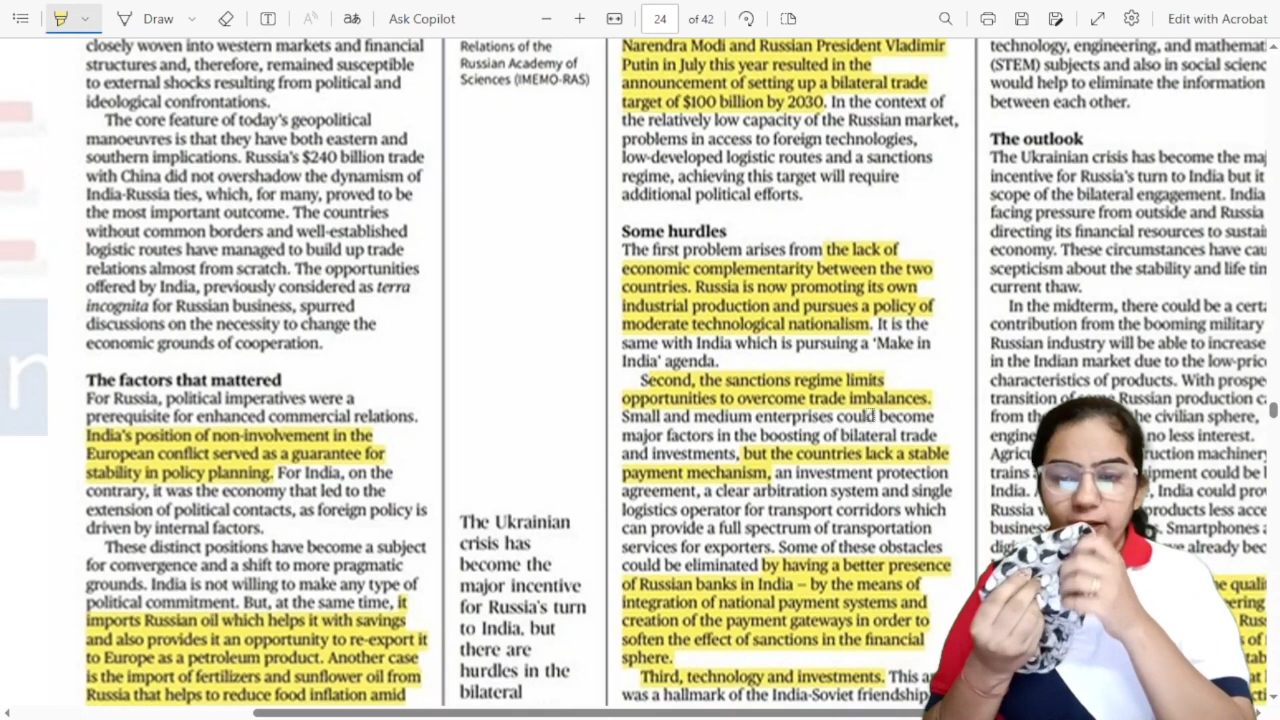 Draw
Ask Copilot
24
of 42
Edit with Acrobat
closely woven into western markets and financial
structures and, therefore, remained susceptible
to external shocks resulting from political and
ideological confrontations.
The core feature of today's geopolitical
manoeuvres is that they have both eastern and
southern implications. Russia's $240 billion trade
with China did not overshadow the dynamism of
India-Russia ties, which, for many, proved to be
the most important outcome. The countries
without common borders and well-established
logistic routes have managed to build up trade
relations almost from scratch. The opportunities
offered by India, previously considered as terra
incognita for Russian business, spurred
discussions on the necessity to change the
economic grounds of cooperation.
The factors that mattered
For Russia, political imperatives were a
prerequisite for enhanced commercial relations.
India's position of non-involvement in the
European conflict served as a guarantee for
stability in policy planning. For India, on the
contrary, it was the economy that led to the
extension of political contacts, as foreign policy is
driven by internal factors.
These distinct positions have become a subject
for convergence and a shift to more pragmatic
grounds. India is not willing to make any type of
political commitment. But, at the same time, it
imports Russian oil which helps it with savings
and also provides it an opportunity to re-export it
to Europe as a petroleum product. Another case
is the import of fertilizers and sunflower oil from
Russia that helps to reduce food inflation amid
Relations of the
Russian Academy of
Sciences (IMEMO-RAS)
The Ukrainian
crisis has
become the
major incentive
for Russia's turn
to India, but
there are
hurdles in the
bilateral
Narendra Modi and Russian President Vladimir
Putin in July this year resulted in the
announcement of setting up a bilateral trade
target of $100 billion by 2030. In the context of
the relatively low capacity of the Russian market,
problems in access to foreign technologies,
low-developed logistic routes and a sanctions
regime, achieving this target will require
additional political efforts.
Some hurdles
The first problem arises from the lack of
economic complementarity between the two
countries. Russia is now promoting its own
industrial production and pursues a policy of
moderate technological nationalism. It is the
same with India which is pursuing a 'Make in
India' agenda.
Second, the sanctions regime limits
opportunities to overcome trade imbalances.
Small and medium enterprises could become
major factors in the boosting of bilateral trade
and investments, but the countries lack a stable
payment mechanism, an investment protection
agreement, a clear arbitration system and single
logistics operator for transport corridors which
can provide a full spectrum of transportation
services for exporters. Some of these obstacles
could be eliminated by having a better presence
of Russian banks in India – by the means of
integration of national payment systems and
creation of the payment gateways in order to
soften the effect of sanctions in the financial
sphere.
Third, technology and investments. This
was a hallmark of the India-Soviet friendship
technology, engineering, and
(STEM) subjects and also in social
would help to eliminate the information
between each other.
The outlook
The Ukrainian crisis has become the
incentive for Russia's turn to India but it
scope of the bilateral engagement. India
facing pressure from outside and Russia
directing its financial resources to
economy. These circumstances have
scepticism about the stability and life
current thaw.
In the midterm, there could be a
contribution from the booming military
Russian industry will be able to increase
in the Indian market due to the
characteristics of products. With
transition of Russian production
from the he civilian sphere,
no less interest.
India. India could
Russia products less
business Smartphones
already